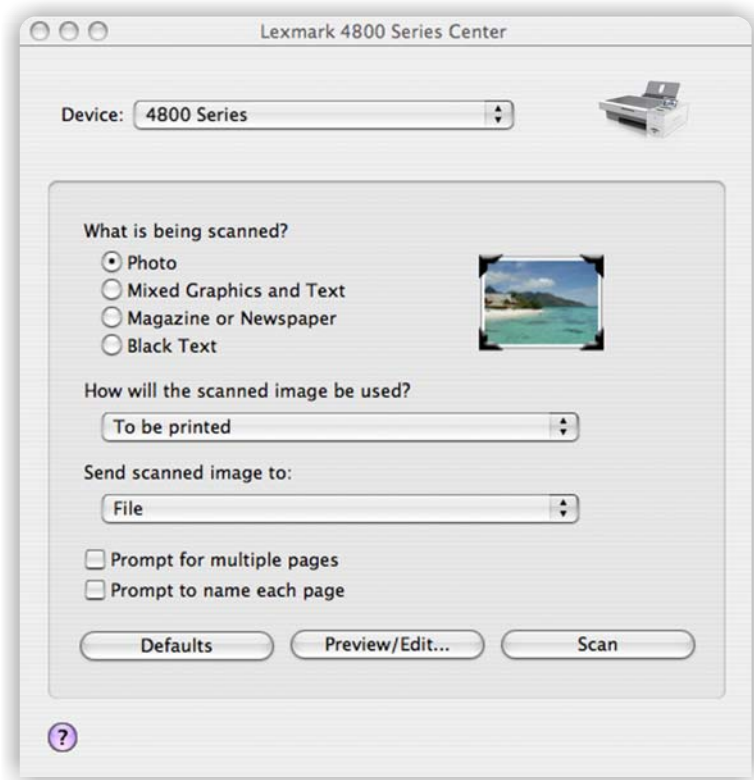 Lexmark 4800 Series Center
Device: 4800 Series
What is being scanned?
Photo
Mixed Graphics and Text
Magazine or Newspaper
Black Text
How will the scanned image be used?
To be printed
Send scanned image to:
File
Prompt for multiple pages
Prompt to name each page
Defaults Preview/Edit... Scan
?